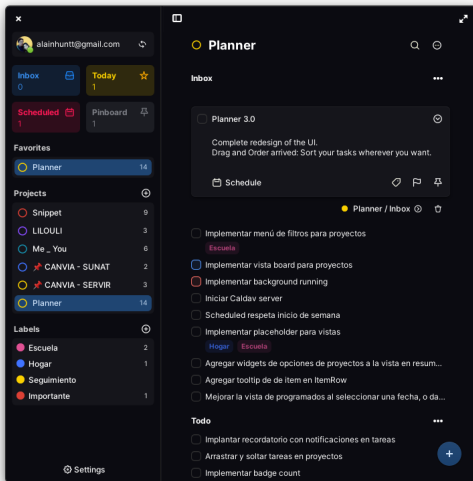 alainhuntt@gmail.com
Inbox
0
Today
1
Scheduled
1
Pinboard
1
Favorites
Planner 14
Projects
Snippet 9
LILOULI 3
Me _ You 6
CANVIA - SUNAT 2
CANVIA - SERVIR 3
Planner 14
Labels
Escuela 2
Hogar 1
Seguimiento
Importante 1
Settings
Planner
Inbox
Planner 3.0
Complete redesign of the UI.
Drag and Order arrived: Sort your tasks wherever you want.
Schedule
Planner / Inbox
Implementar menú de filtros para proyectos
Escuela
Implementar vista board para proyectos
Implementar background running
Iniciar Caldav server
Scheduled respeta inicio de semana
Implementar placeholder para vistas
Hogar Escuela
Agregar widgets de opciones de proyectos a la vista en resum...
Agregar tooltip de de item en ItemRow
Mejorar la vista de programados al seleccionar una fecha, o da...
Todo
Implantar recordatorio con notificaciones en tareas
Arrastrar y soltar tareas en proyectos
Implementar badge count